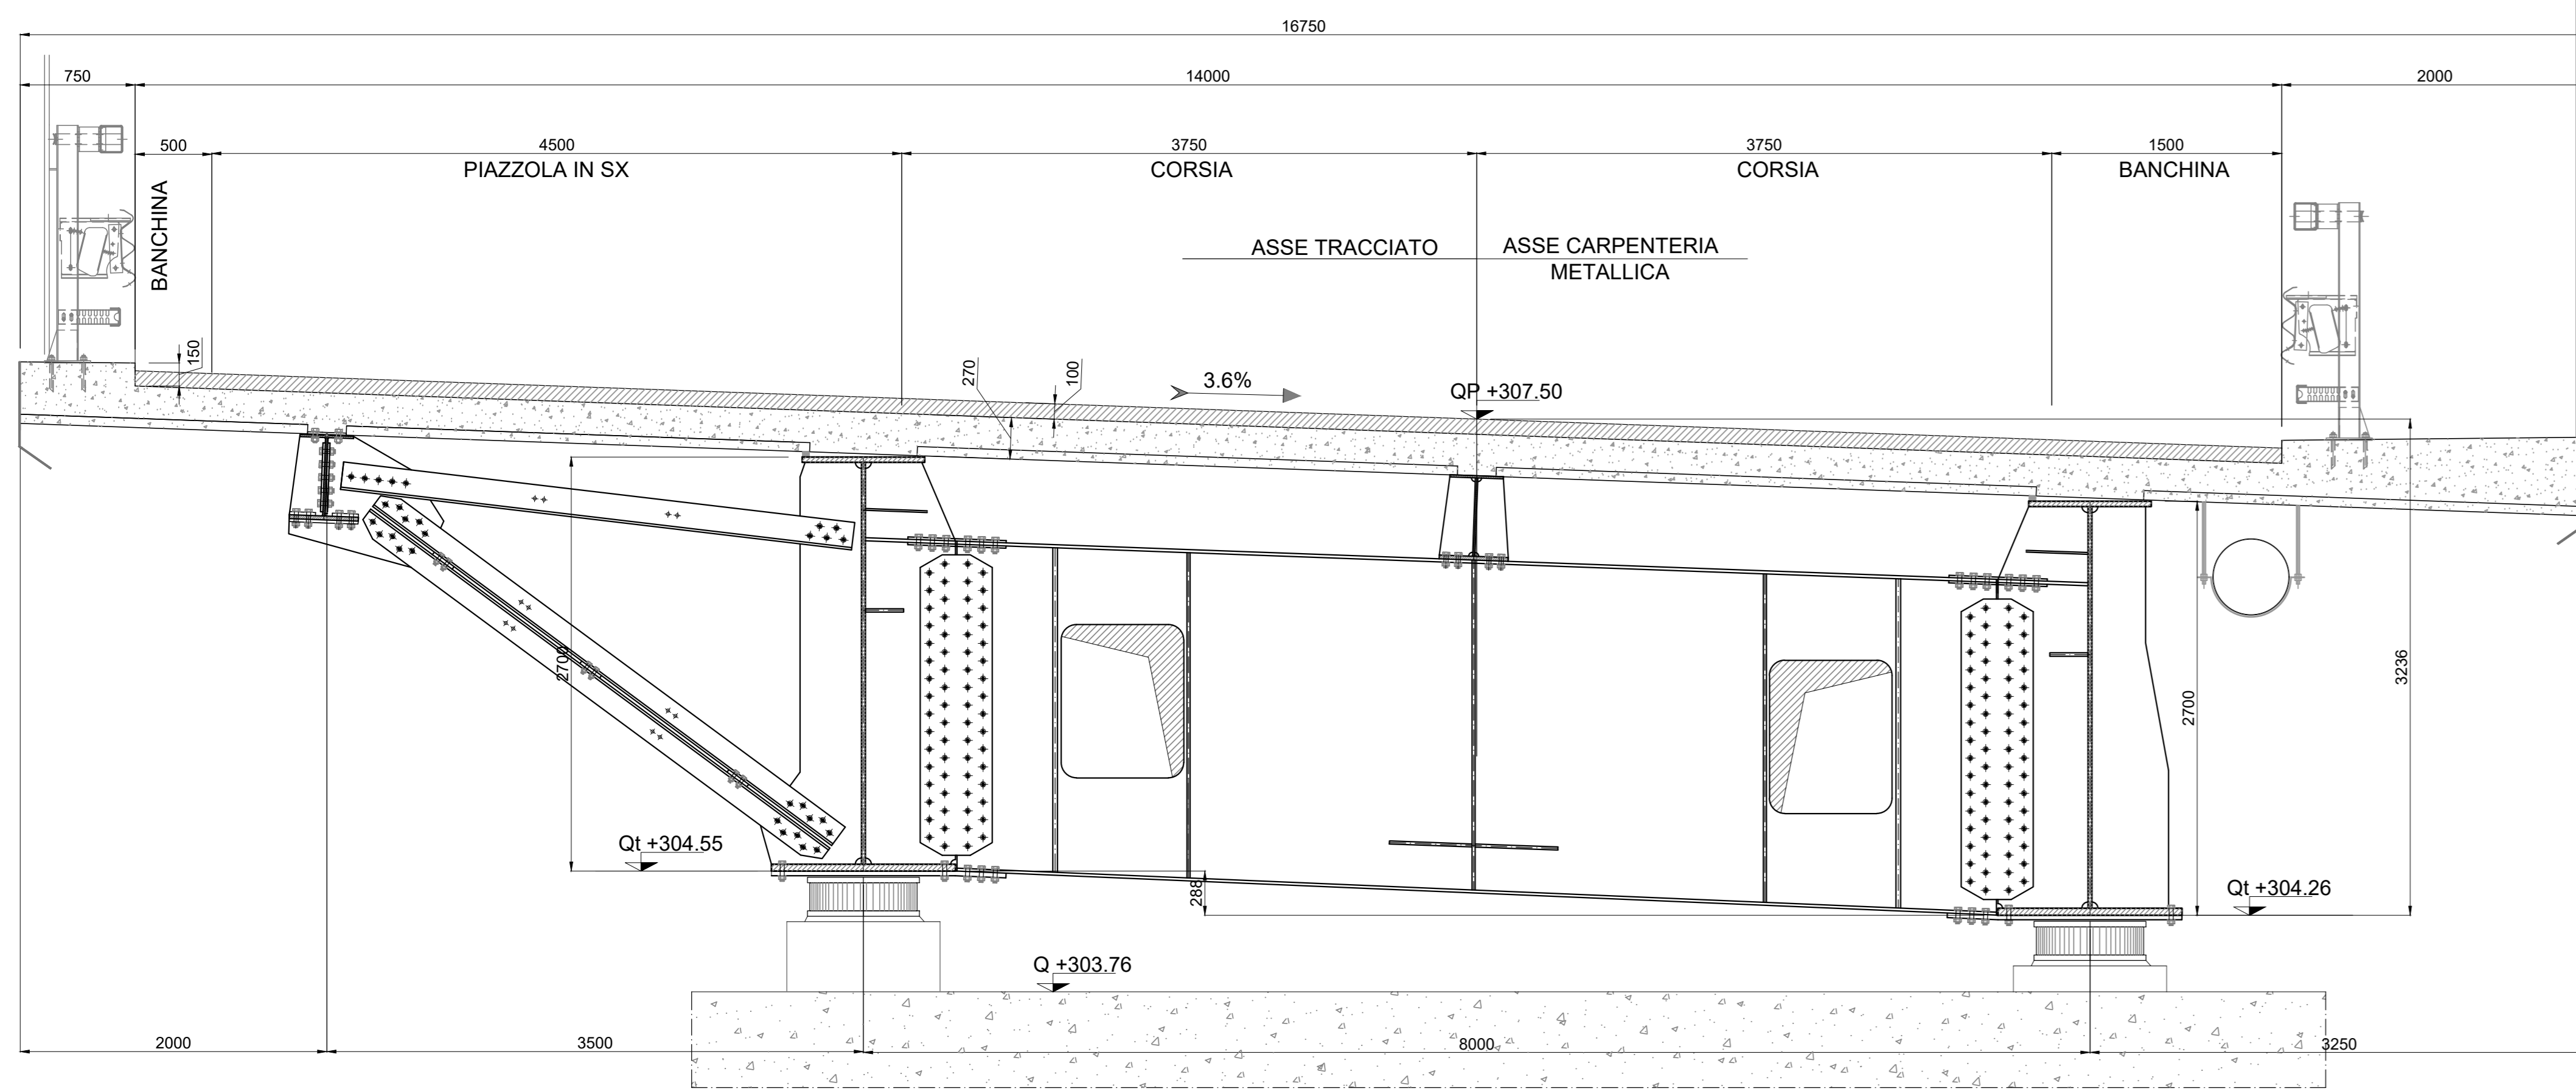 16750
750
14000
2000
500
4500
3750
3750
1500
PIAZZOLA IN SX
CORSIA
CORSIA
BANCHINA
BANCHINA
ASSE TRACCIATO
ASSE CARPENTERIA
METALLICA
150
270
100
3.6%
QP +307.50
2700
3236
2700
Qt +304.55
288
Qt +304.26
Q +303.76
2000
3500
8000
3250